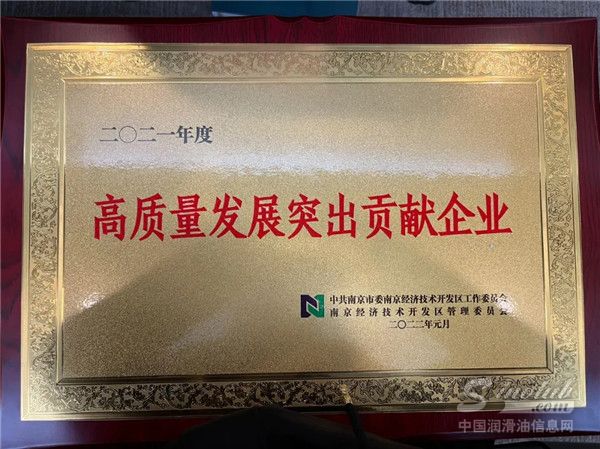 二〇二一年度
高质量发展突出贡献企业
中共南京市委南京经济技术开发区工作委员会
南京经济技术开发区管理委员会
二〇二二年元月
Sinolub
.com
中国润滑油信息网